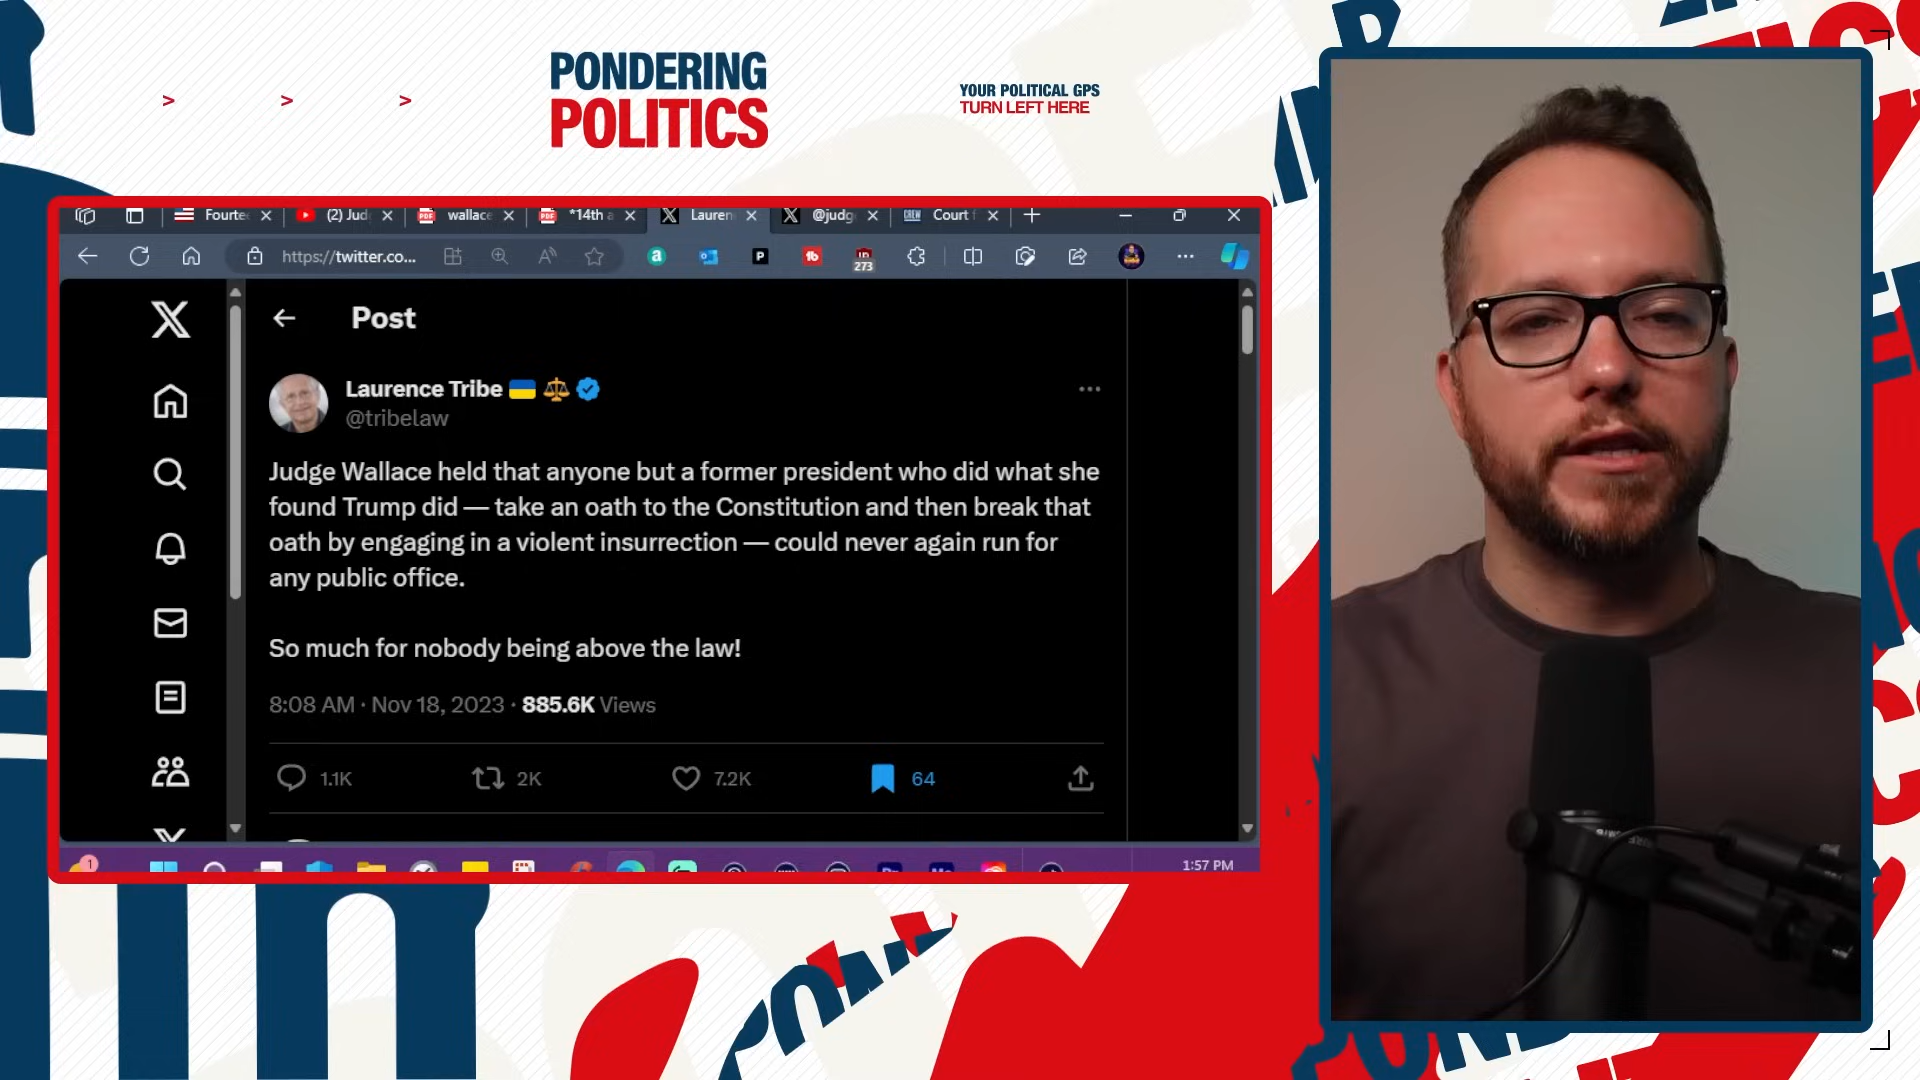 PONDERING
POLITICS
YOUR POLITICAL GPS
TURN LEFT HERE
> > >
Fourte
(2) Jud
wallace
*14th a
Lauren
@judg
CREW Court f
https://twitter.co...
273
Post
Laurence Tribe
@tribelaw
Judge Wallace held that anyone but a former president who did what she
found Trump did — take an oath to the Constitution and then break that
oath by engaging in a violent insurrection — could never again run for
any public office.
So much for nobody being above the law!
8:08 AM · Nov 18, 2023 · 885.6K Views
1.1K 2K 7.2K 64
1
1:57 PM